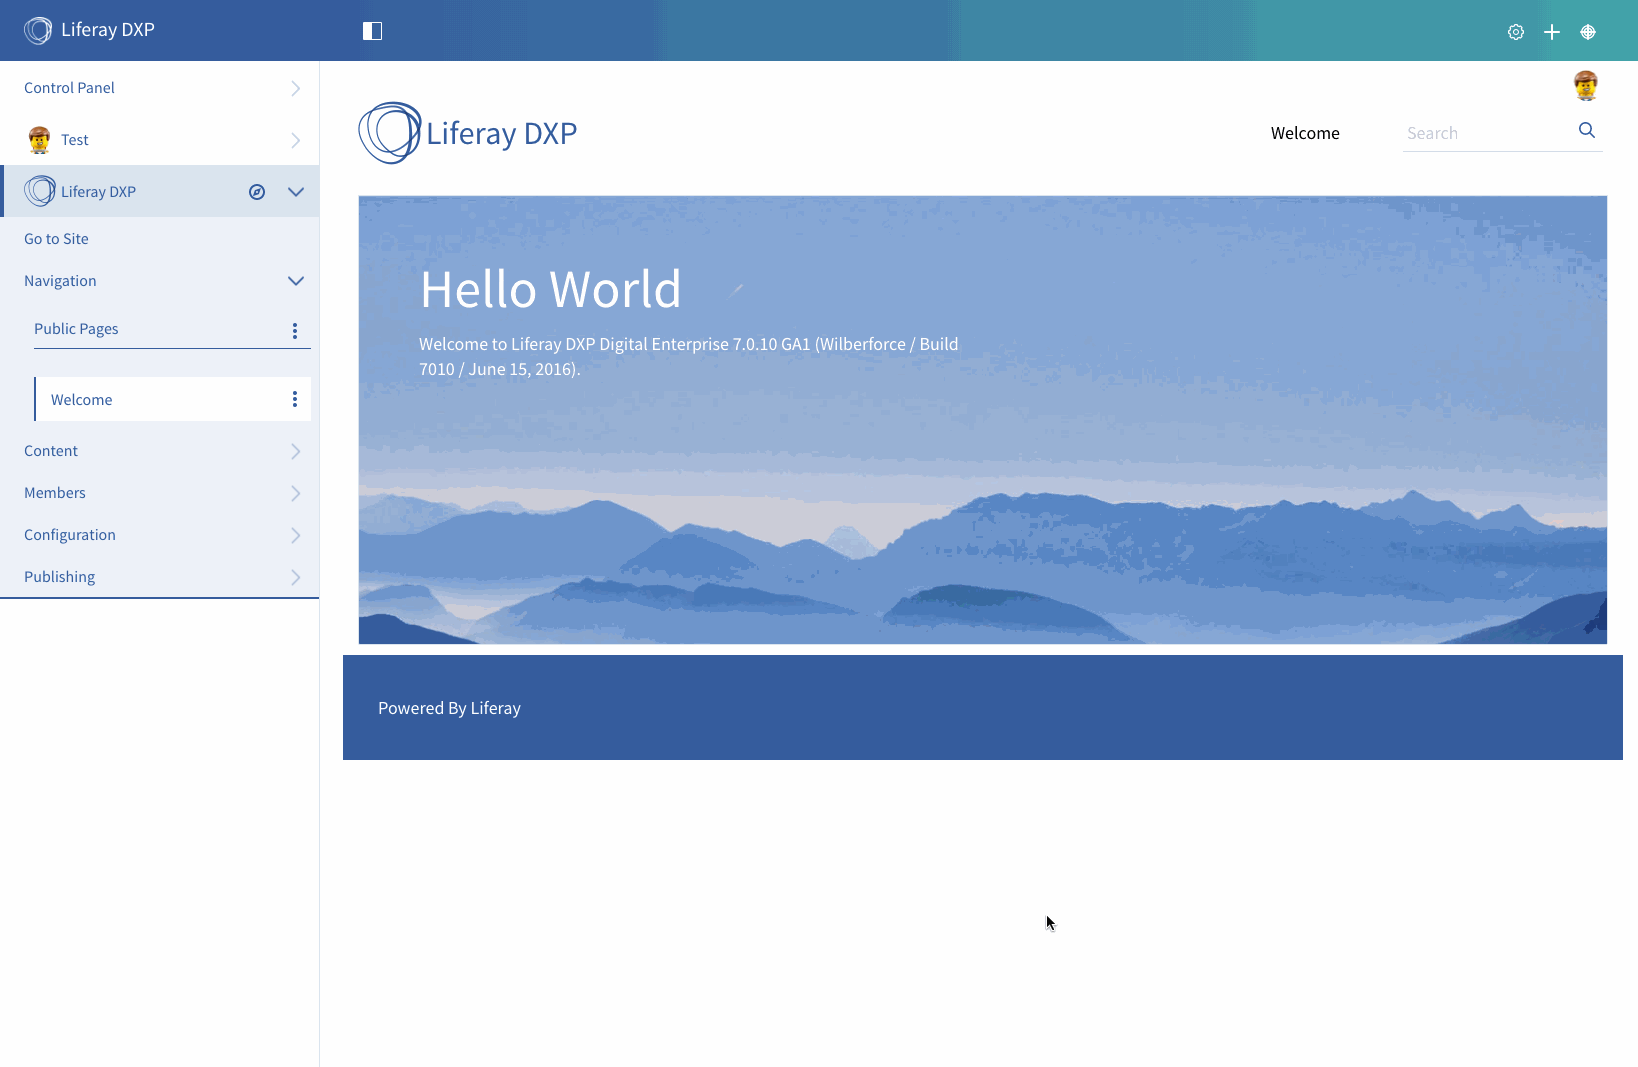 Liferay DXP
Control Panel
Test
Liferay DXP
Go to Site
Navigation
Public Pages
Welcome
Content
Members
Configuration
Publishing
Liferay DXP
Welcome
Search
Hello World
Welcome to Liferay DXP Digital Enterprise 7.0.10 GA1 (Wilberforce / Build
7010 / June 15, 2016).
Powered By Liferay